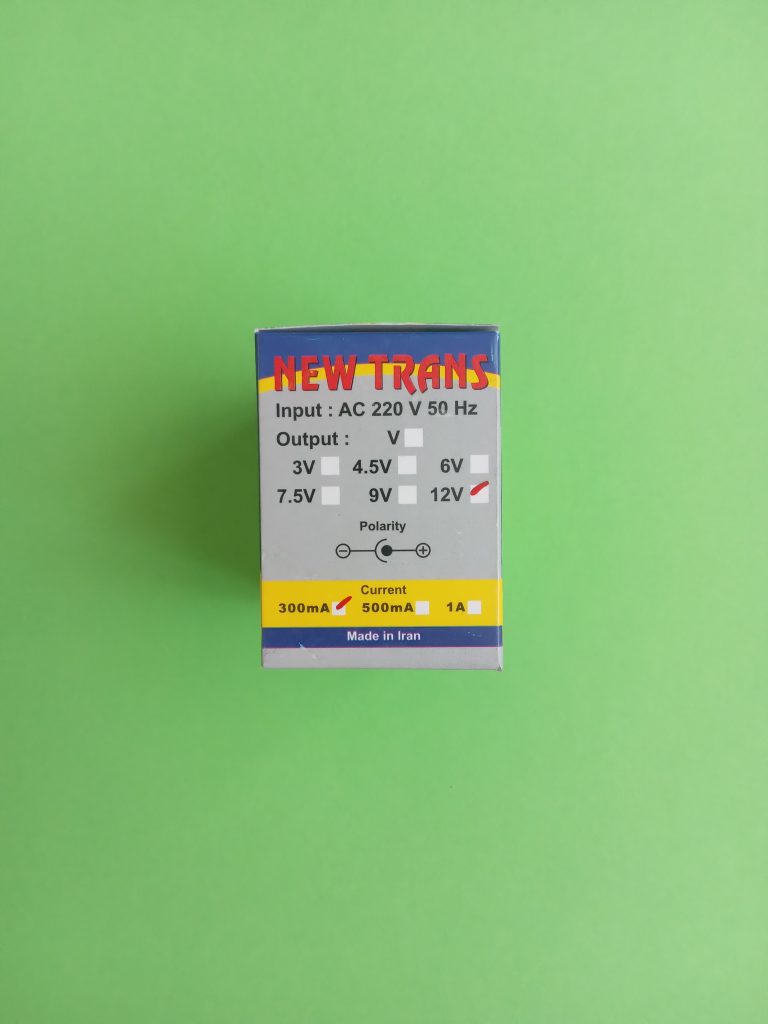 NEW TRANS
Input : AC 220 V 50 Hz
Output : V
3V 4.5V 6V
7.5V 9V 12V
Polarity
Current
300mA 500mA 1A
Made in Iran